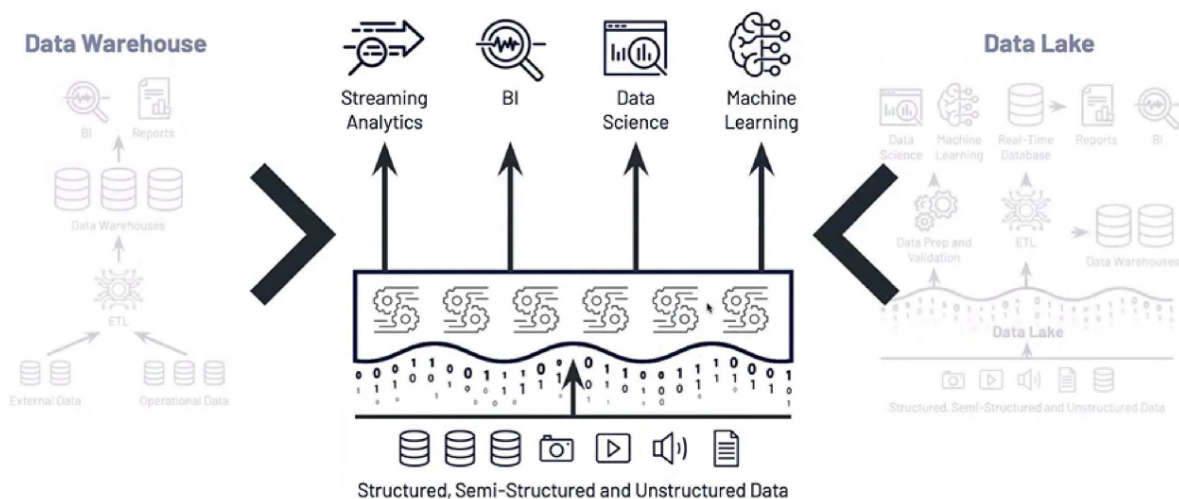 Data Warehouse
BI
Reports
Data Warehouses
ETL
External Data
Operational Data
Streaming
Analytics
BI
Data
Science
Machine
Learning
Structured, Semi-Structured and Unstructured Data
Data Lake
Data
Science
Machine
Learning
Real-Time
Database
Reports
BI
Data Prep and
Validation
ETL
Data Warehouses
Data Lake
Structured, Semi-Structured and Unstructured Data